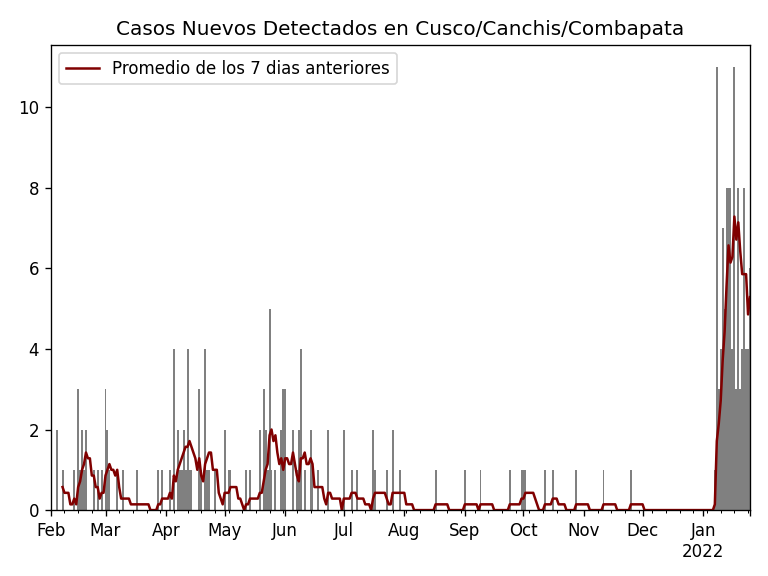 Casos Nuevos Detectados en Cusco/Canchis/Combapata
Promedio de los 7 dias anteriores
10
8
6
4
2
0
Feb Mar Apr May Jun Jul Aug Sep Oct Nov Dec Jan
2022